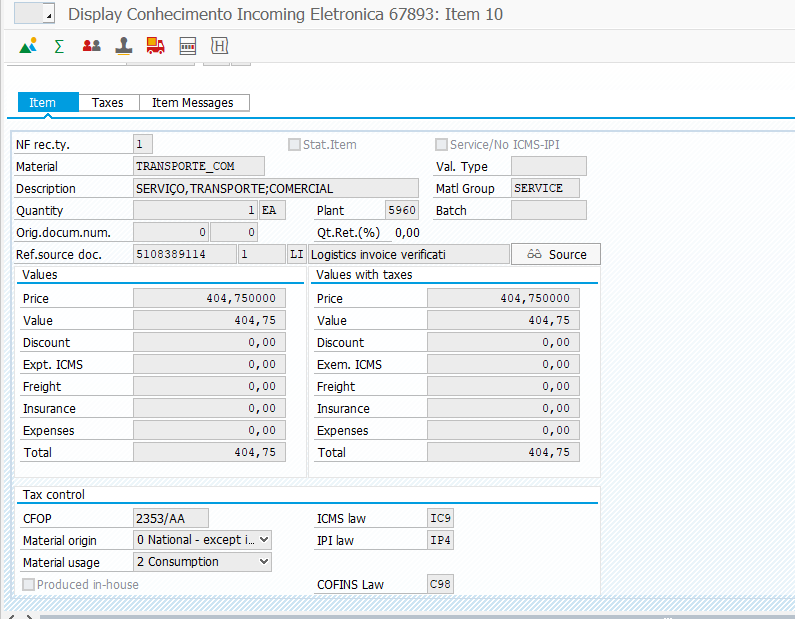 Display Conhecimento Incoming Eletronica 67893: Item 10
Item Taxes Item Messages
NF rec.ty. 1 Stat.Item Service/No ICMS-IPI
Material TRANSPORTE_COM Val. Type
Description SERVIÇO,TRANSPORTE;COMERCIAL Matl Group SERVICE
Quantity 1 EA Plant 5960 Batch
Orig.docum.num. 0 0 Qt.Ret.(%) 0,00
Ref.source doc. 5108389114 1 LI Logistics invoice verificati Source
Values Values with taxes
Price 404,750000 Price 404,750000
Value 404,75 Value 404,75
Discount 0,00 Discount 0,00
Expt. ICMS 0,00 Exem. ICMS 0,00
Freight 0,00 Freight 0,00
Insurance 0,00 Insurance 0,00
Expenses 0,00 Expenses 0,00
Total 404,75 Total 404,75
Tax control
CFOP 2353/AA ICMS law IC9
Material origin 0 National - except i... IPI law IP4
Material usage 2 Consumption
Produced in-house COFINS Law C98